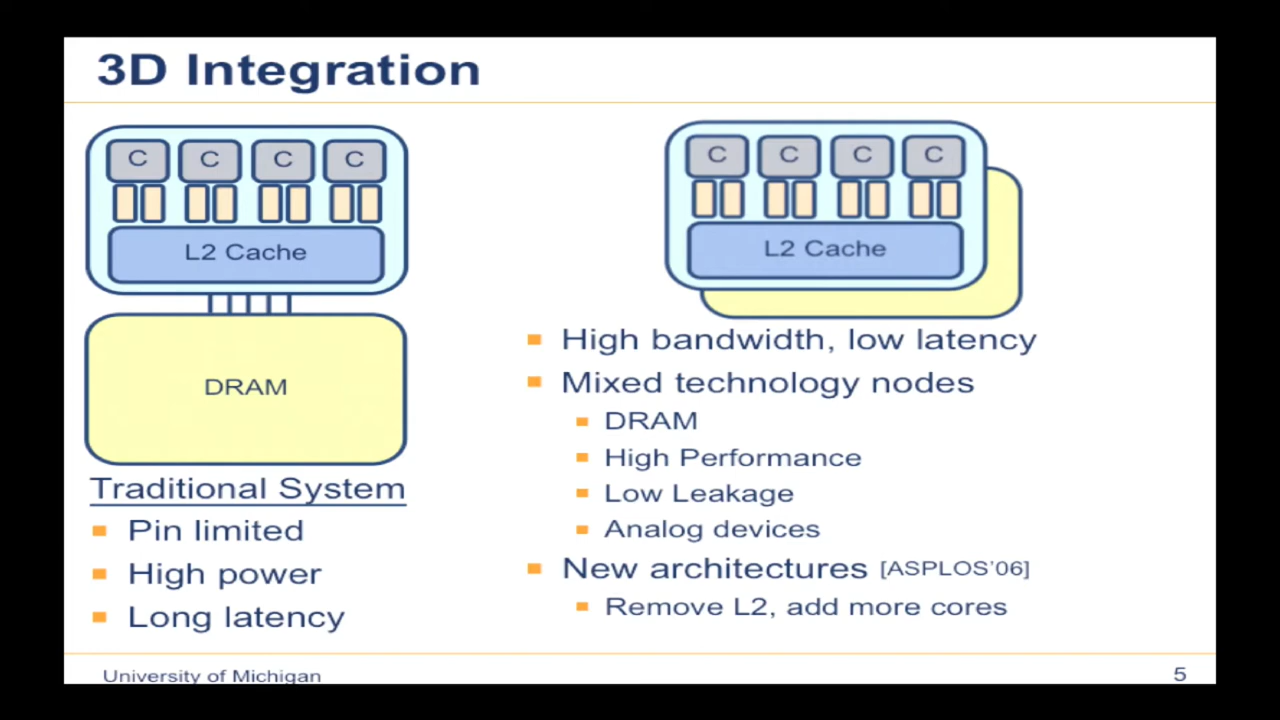 3D Integration
C C C C
L2 Cache
DRAM
Traditional System
Pin limited
High power
Long latency
C C C C
L2 Cache
High bandwidth, low latency
Mixed technology nodes
DRAM
High Performance
Low Leakage
Analog devices
New architectures [ASPLOS’06]
Remove L2, add more cores
University of Michigan
5